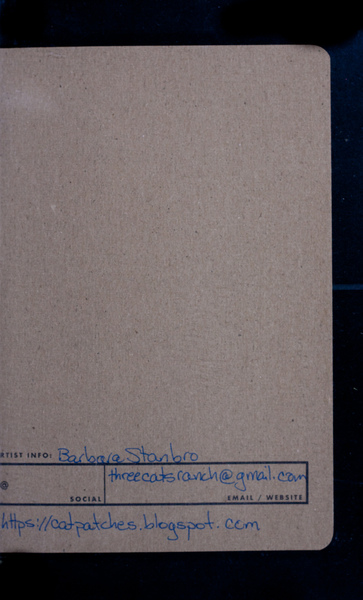 RTIST INFO: Barbara Stanbro
threecatsranch@gmail.com
@
SOCIAL
EMAIL / WEBSITE
https://catpatches.blogspot.com